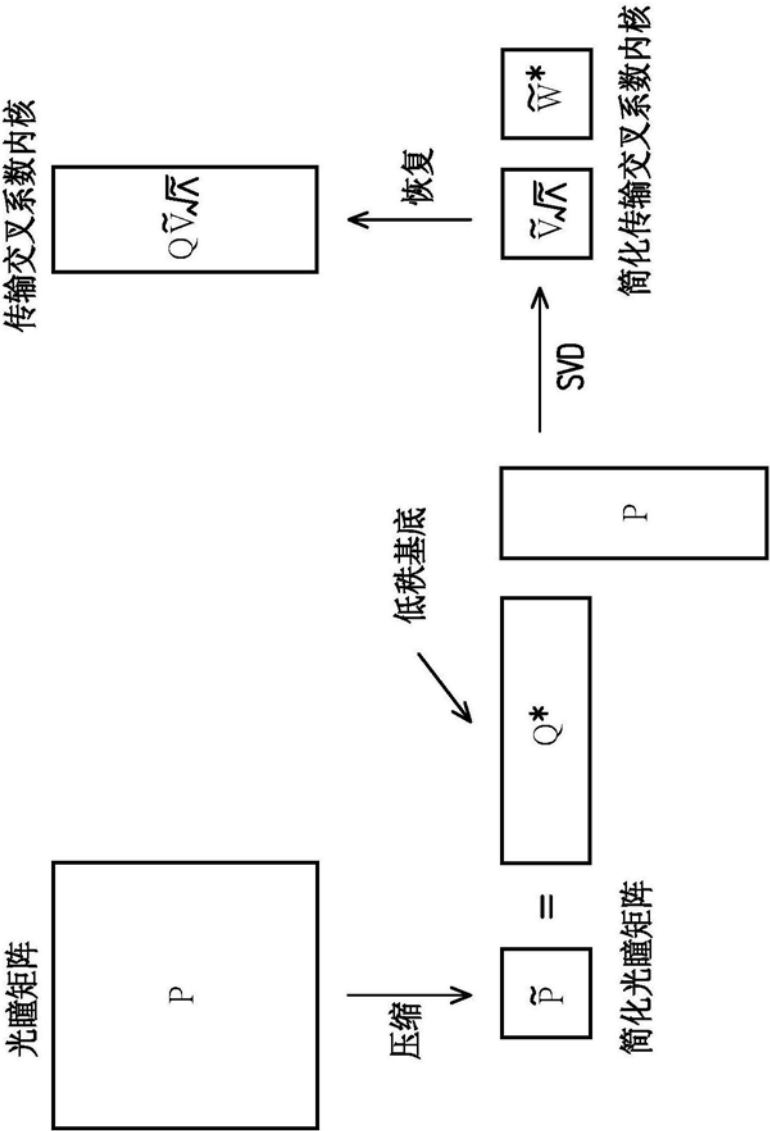 光瞳矩阵
传输交叉系数内核
P
QṼ√Λ̃
压缩
低秩基底
恢复
P̃ = Q* P
SVD
Ṽ√Λ̃ W̃*
简化光瞳矩阵
简化传输交叉系数内核